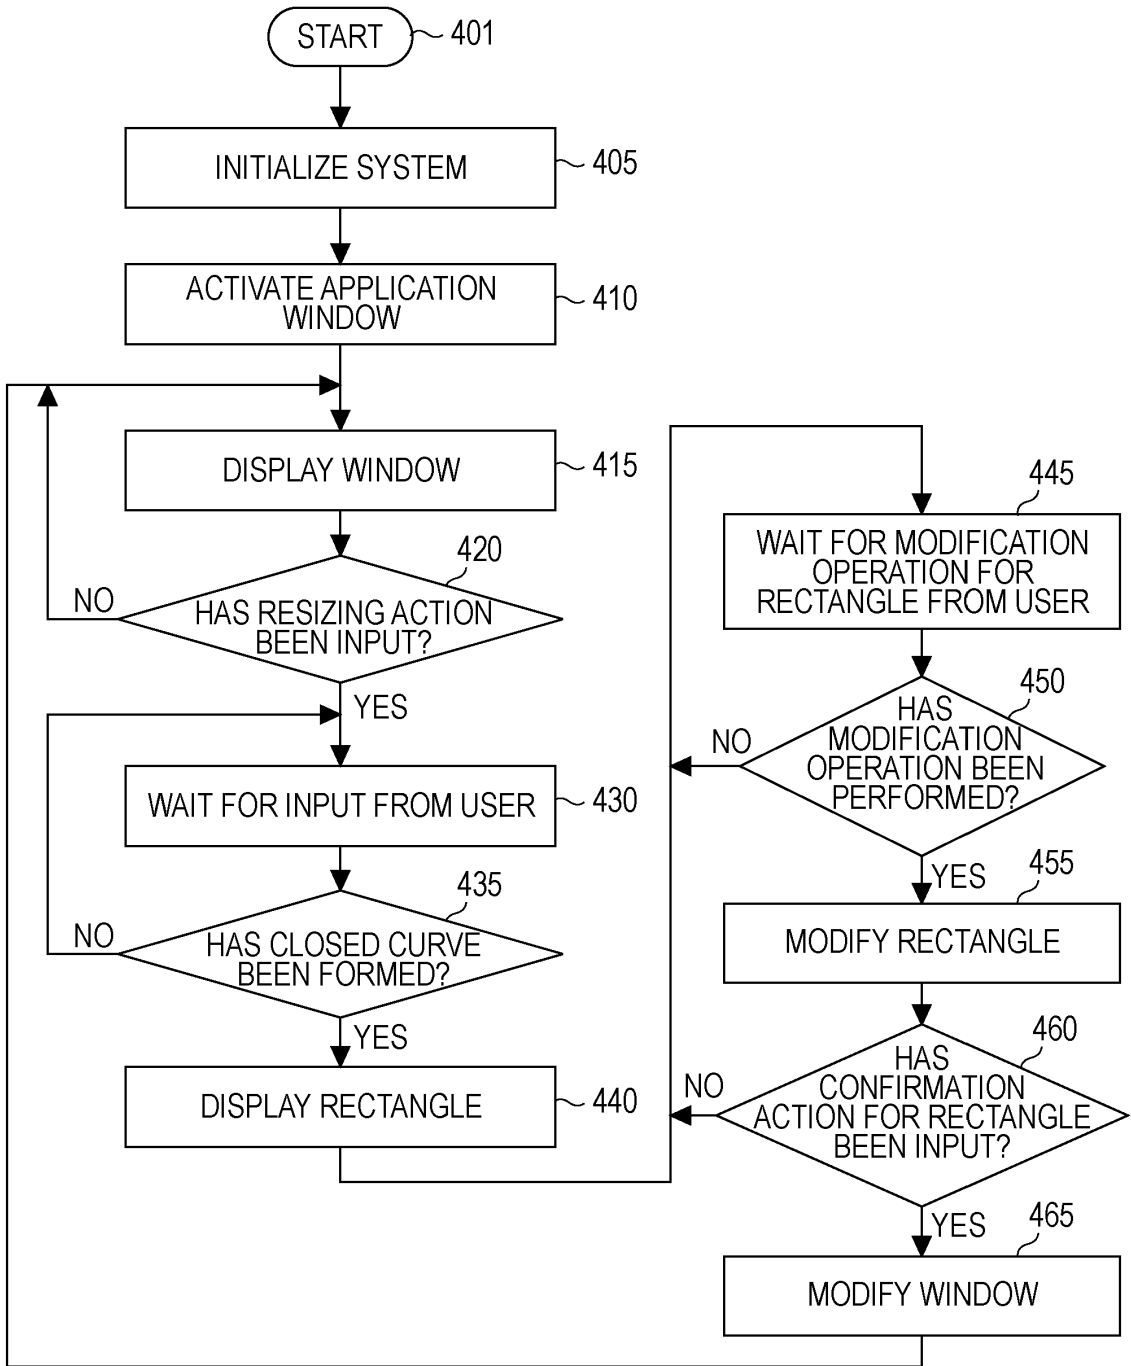 START
401
INITIALIZE SYSTEM
405
ACTIVATE APPLICATION
WINDOW
410
DISPLAY WINDOW
415
420
NO
HAS RESIZING ACTION
BEEN INPUT?
YES
WAIT FOR INPUT FROM USER
430
435
NO
HAS CLOSED CURVE
BEEN FORMED?
YES
DISPLAY RECTANGLE
440
445
WAIT FOR MODIFICATION
OPERATION FOR
RECTANGLE FROM USER
450
NO
HAS
MODIFICATION
OPERATION BEEN
PERFORMED?
YES
455
MODIFY RECTANGLE
460
NO
HAS
CONFIRMATION
ACTION FOR RECTANGLE
BEEN INPUT?
YES
465
MODIFY WINDOW